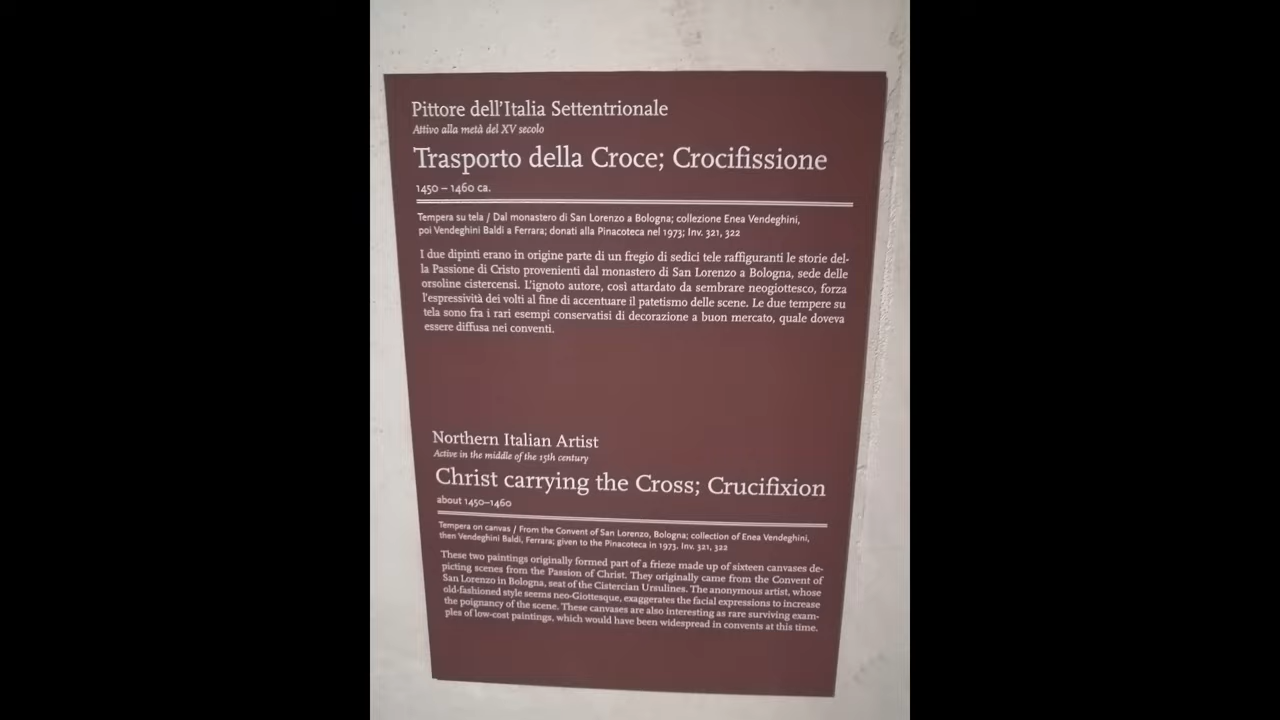 Pittore dell'Italia Settentrionale
Attivo alla metà del XV secolo
Trasporto della Croce; Crocifissione
1450 – 1460 ca.
Tempera su tela / Dal monastero di San Lorenzo a Bologna; collezione Enea Vendeghini,
poi Vendeghini Baldi a Ferrara; donati alla Pinacoteca nel 1973; Inv. 321, 322
I due dipinti erano in origine parte di un fregio di sedici tele raffiguranti le storie del-
la Passione di Cristo provenienti dal monastero di San Lorenzo a Bologna, sede delle
orsoline cistercensi. L'ignoto autore, così attardato da sembrare neogiottesco, forza
l'espressività dei volti al fine di accentuare il patetismo delle scene. Le due tempere su
tela sono fra i rari esempi conservatisi di decorazione a buon mercato, quale doveva
essere diffusa nei conventi.
Northern Italian Artist
Active in the middle of the 15th century
Christ carrying the Cross; Crucifixion
about 1450–1460
Tempera on canvas / From the Convent of San Lorenzo, Bologna; collection of Enea Vendeghini,
then Vendeghini Baldi, Ferrara; given to the Pinacoteca in 1973. Inv. 321, 322
These two paintings originally formed part of a frieze made up of sixteen canvases de-
picting scenes from the Passion of Christ. They originally came from the Convent of
San Lorenzo in Bologna, seat of the Cistercian Ursulines. The anonymous artist, whose
old-fashioned style seems neo-Giottesque, exaggerates the facial expressions to increase
the poignancy of the scene. These canvases are also interesting as rare surviving exam-
ples of low-cost paintings, which would have been widespread in convents at this time.